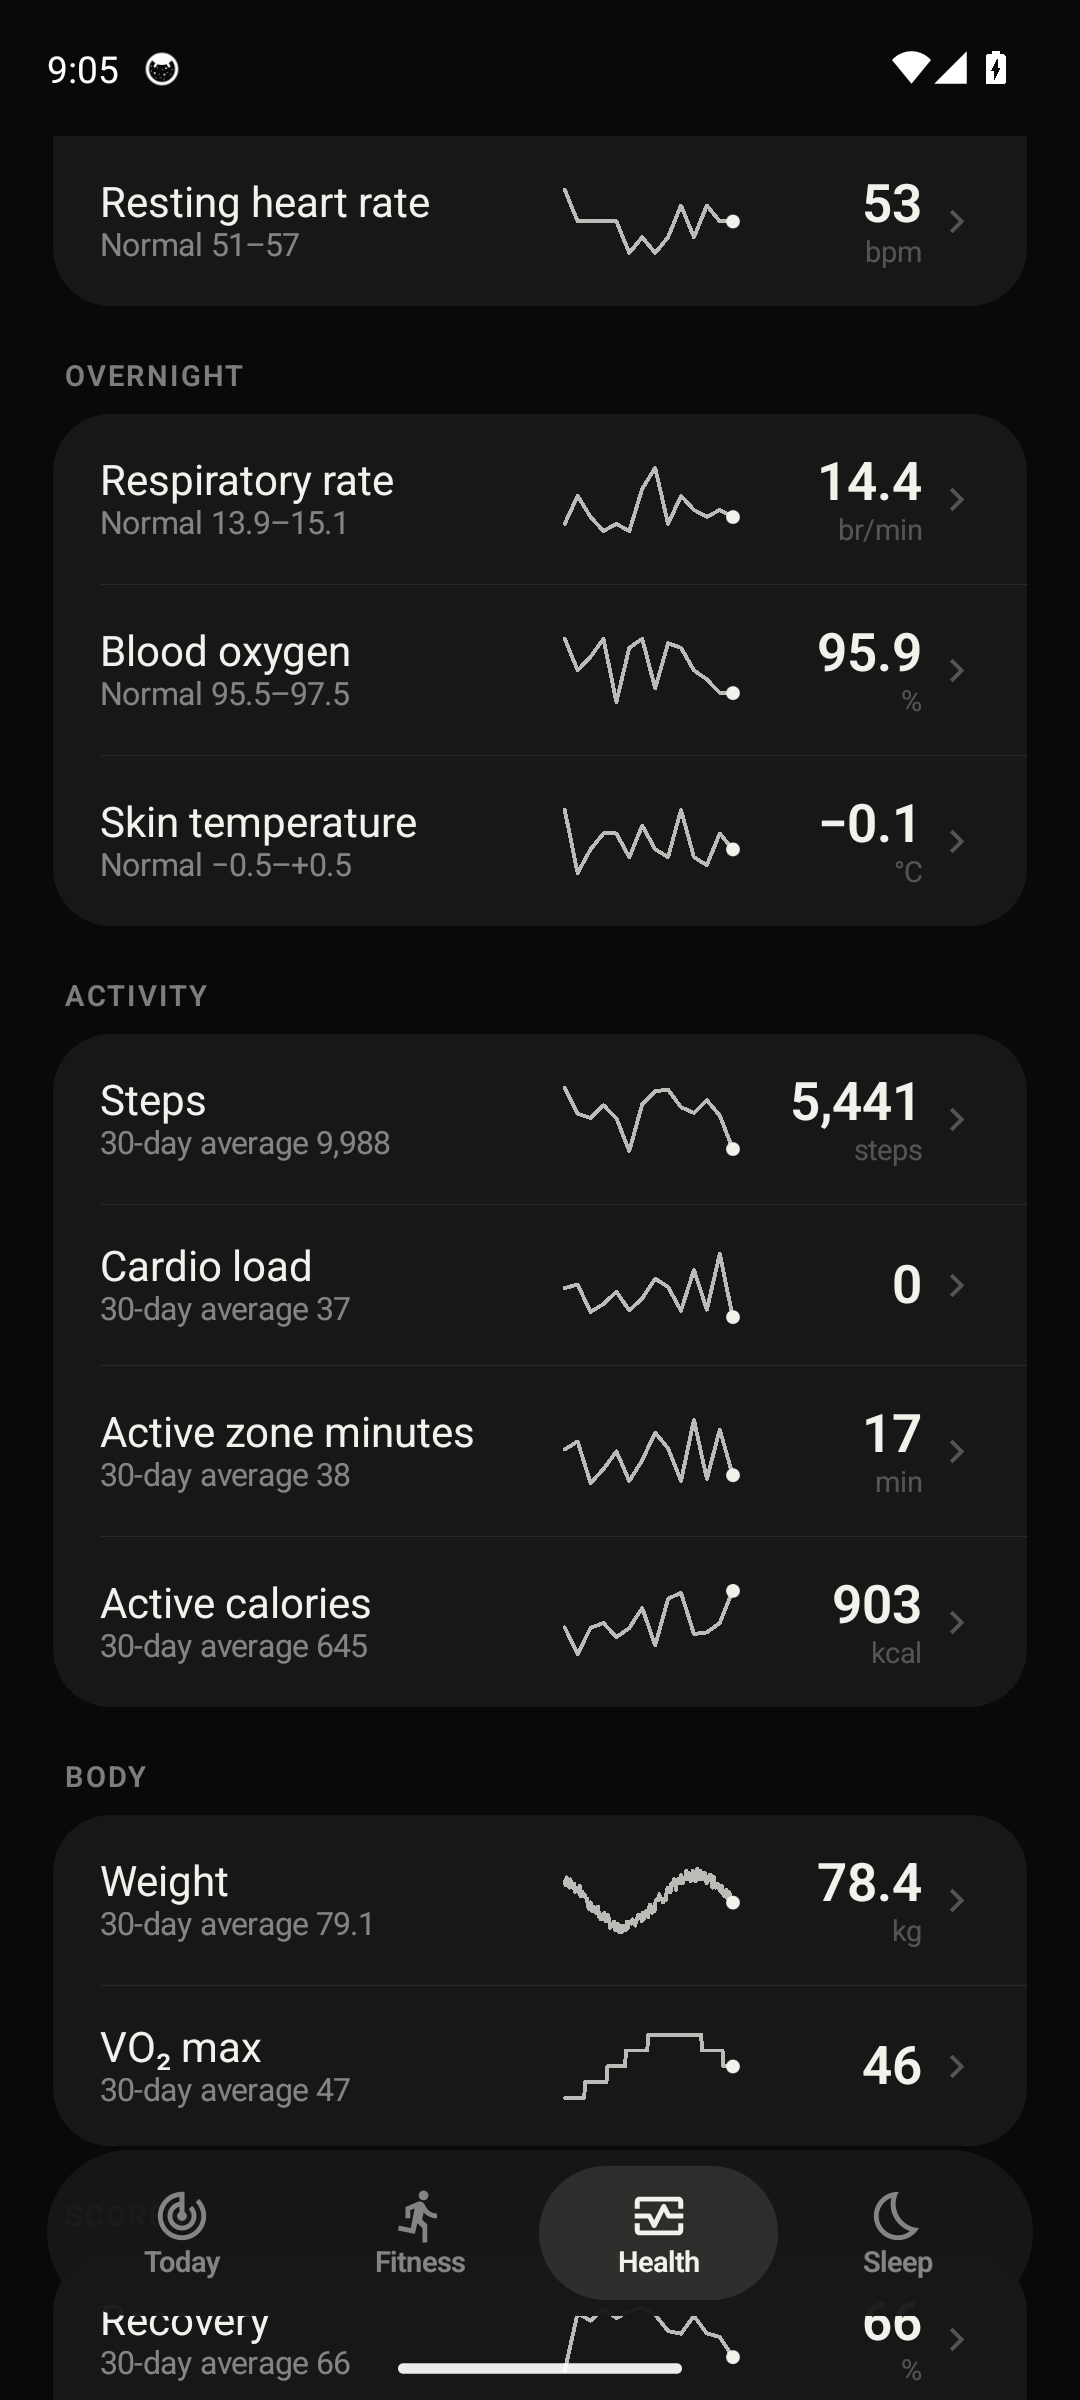 9:05
Resting heart rate
Normal 51–57
53
bpm
OVERNIGHT
Respiratory rate
Normal 13.9–15.1
14.4
br/min
Blood oxygen
Normal 95.5–97.5
95.9
%
Skin temperature
Normal −0.5–+0.5
−0.1
°C
ACTIVITY
Steps
30-day average 9,988
5,441
steps
Cardio load
30-day average 37
0
Active zone minutes
30-day average 38
17
min
Active calories
30-day average 645
903
kcal
BODY
Weight
30-day average 79.1
78.4
kg
VO₂ max
30-day average 47
46
Today
Fitness
Health
Sleep
Recovery
30-day average 66
66
%